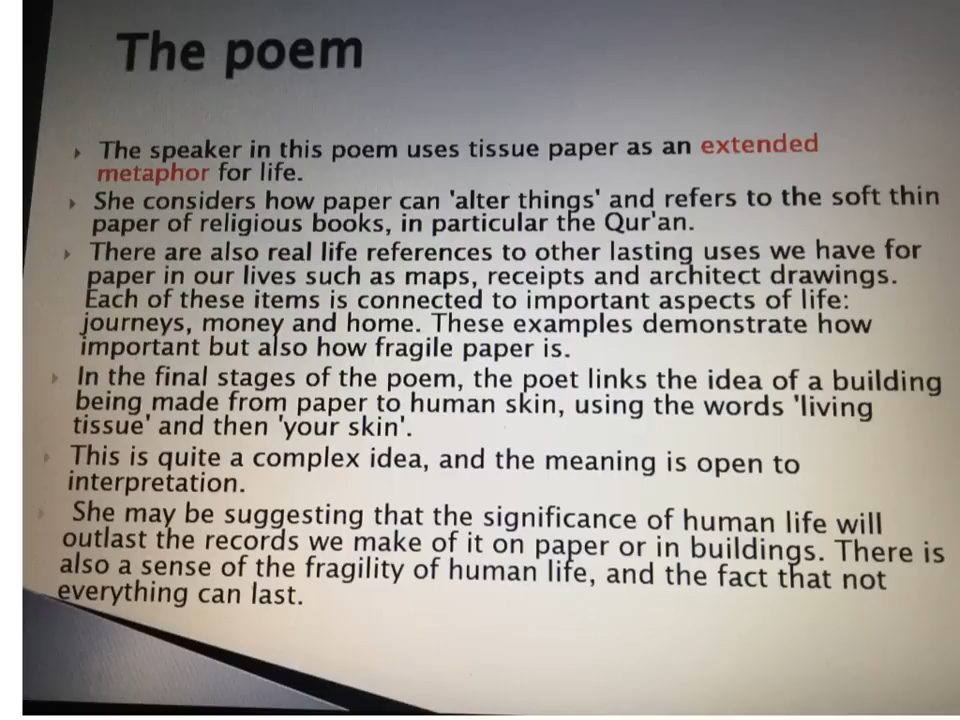 The poem
The speaker in this poem uses tissue paper as an extended
metaphor for life.
She considers how paper can 'alter things' and refers to the soft thin
paper of religious books, in particular the Qur'an.
There are also real life references to other lasting uses we have for
paper in our lives such as maps, receipts and architect drawings.
Each of these items is connected to important aspects of life:
journeys, money and home. These examples demonstrate how
important but also how fragile paper is.
In the final stages of the poem, the poet links the idea of a building
being made from paper to human skin, using the words 'living
tissue' and then 'your skin'.
This is quite a complex idea, and the meaning is open to
interpretation.
She may be suggesting that the significance of human life will
outlast the records we make of it on paper or in buildings. There is
also a sense of the fragility of human life, and the fact that not
everything can last.